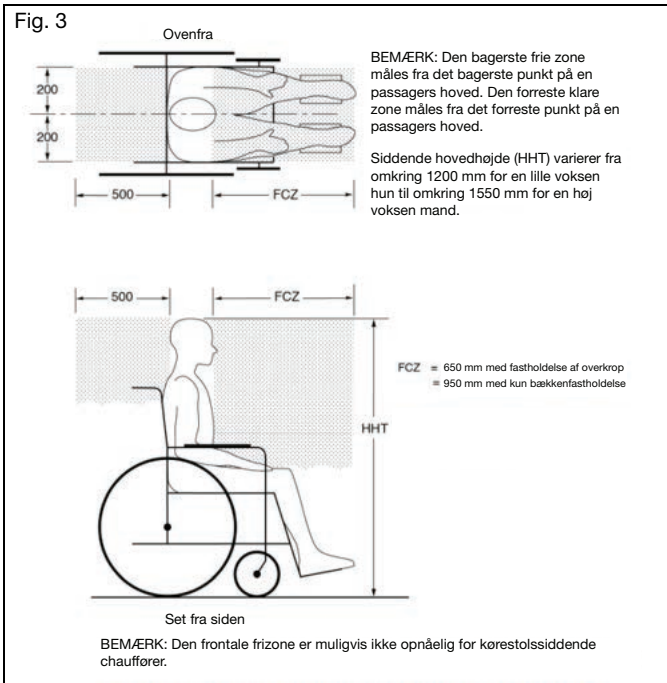 Fig. 3
Ovenfra
200
200
500
FCZ
BEMÆRK: Den bagerste frie zone
måles fra det bagerste punkt på en
passagers hoved. Den forreste klare
zone måles fra det forreste punkt på en
passagers hoved.
Siddende hovedhøjde (HHT) varierer fra
omkring 1200 mm for en lille voksen
hun til omkring 1550 mm for en høj
voksen mand.
500
FCZ
FCZ = 650 mm med fastholdelse af overkrop
= 950 mm med kun bækkenfastholdelse
HHT
Set fra siden
BEMÆRK: Den frontale frizone er muligvis ikke opnåelig for kørestolssiddende
chauffører.